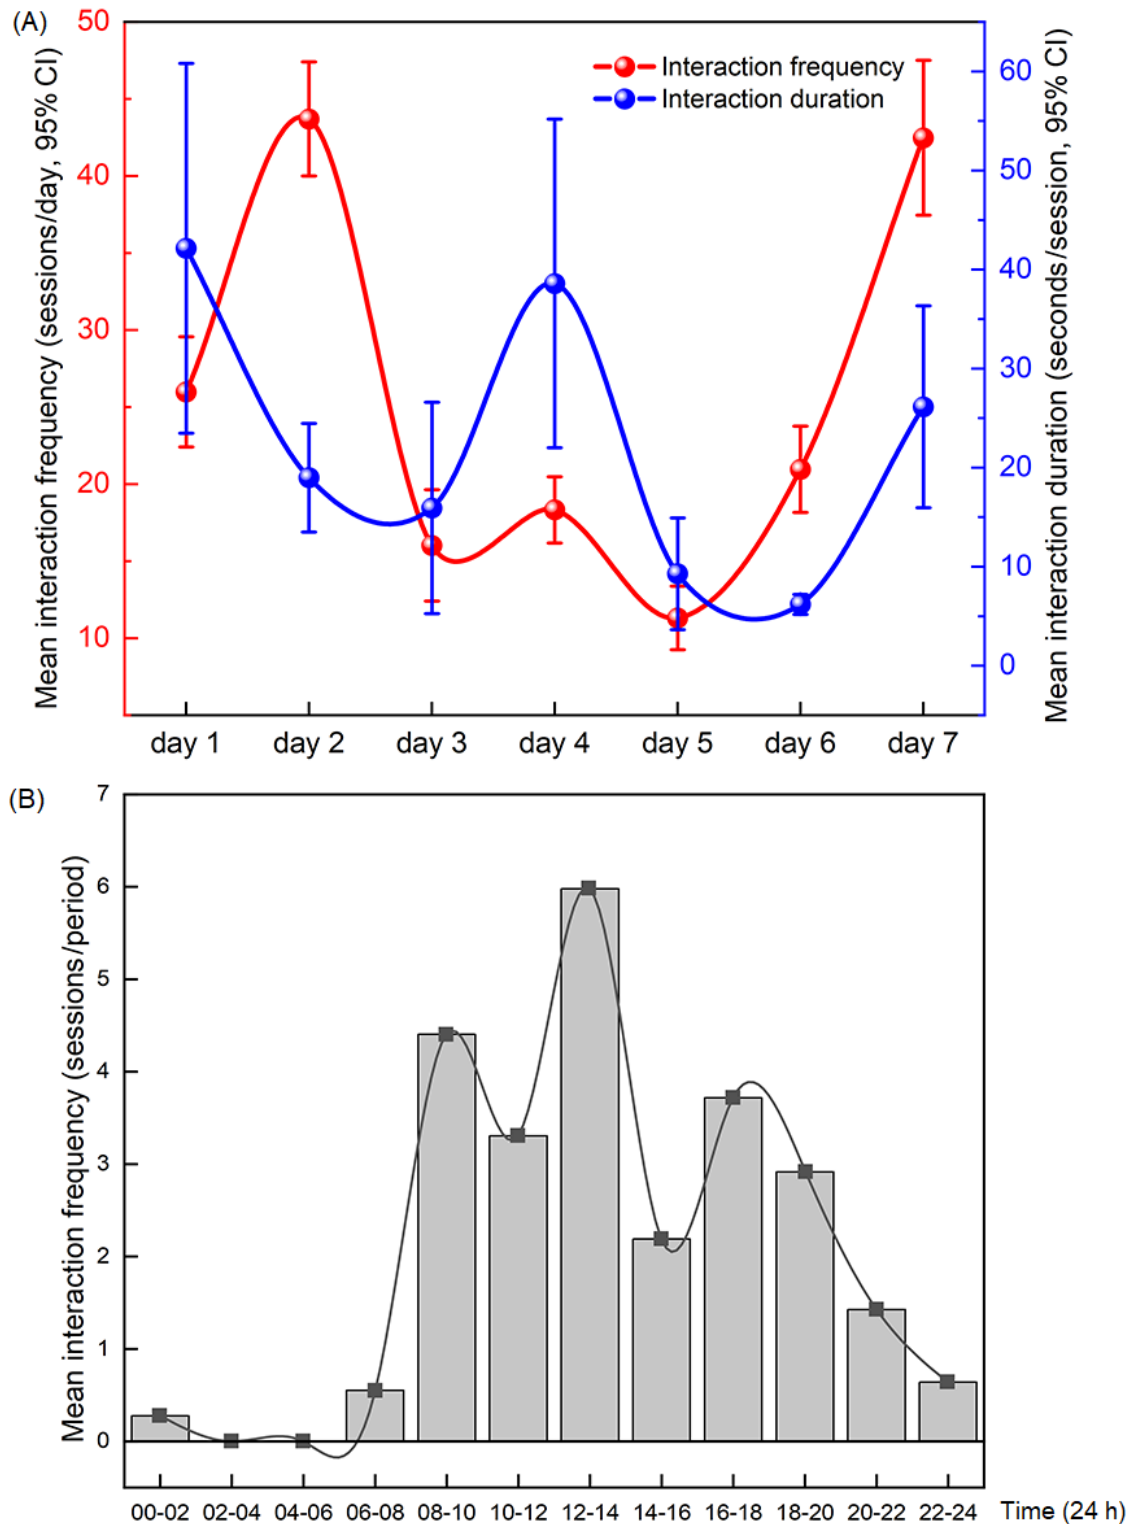 (A)
Mean interaction frequency (sessions/day, 95% CI)
50
40
30
20
10
Interaction frequency
Interaction duration
60
50
40
30
20
10
0
Mean interaction duration (seconds/session, 95% CI)
day 1 day 2 day 3 day 4 day 5 day 6 day 7
(B)
Mean interaction frequency (sessions/period)
7
6
5
4
3
2
1
0
00-02 02-04 04-06 06-08 08-10 10-12 12-14 14-16 16-18 18-20 20-22 22-24 Time (24 h)